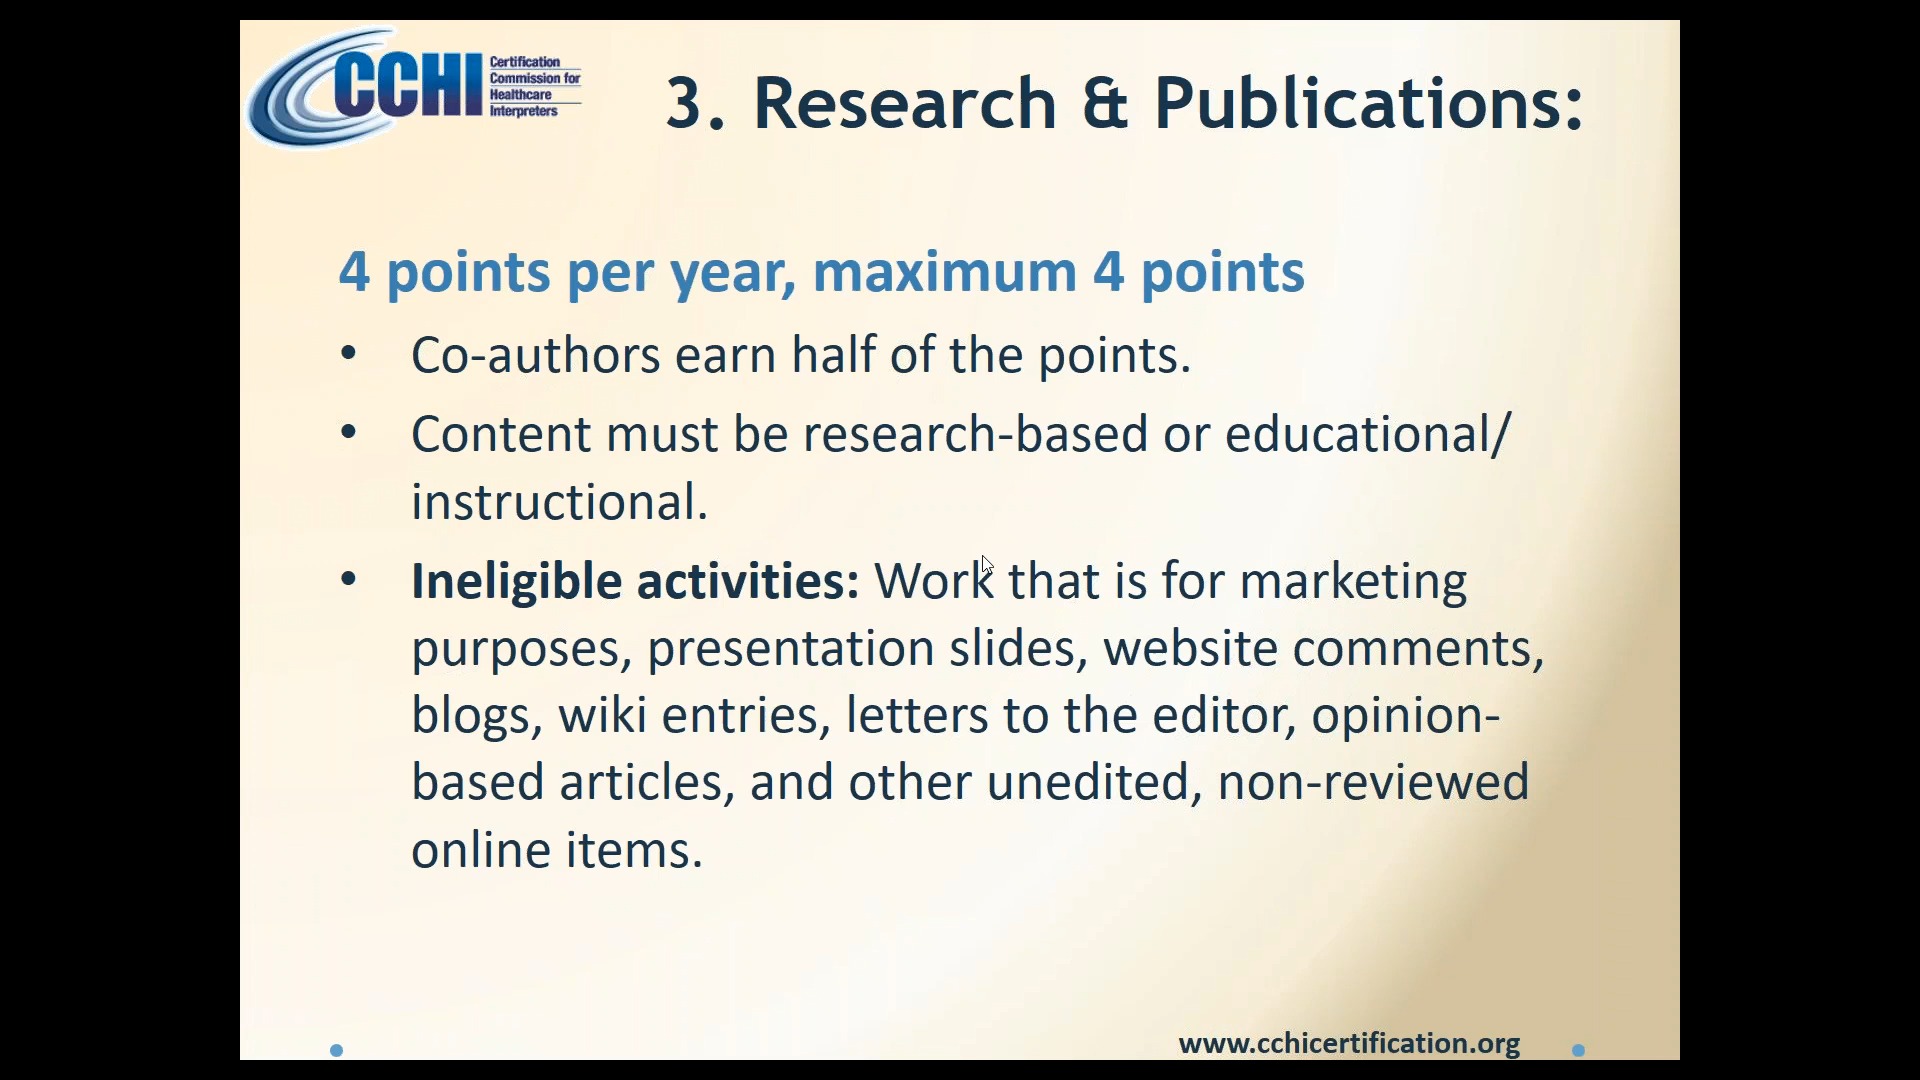 CCHI
Certification
Commission for
Healthcare
Interpreters
3. Research & Publications:
4 points per year, maximum 4 points
• Co-authors earn half of the points.
• Content must be research-based or educational/
instructional.
• Ineligible activities: Work that is for marketing
purposes, presentation slides, website comments,
blogs, wiki entries, letters to the editor, opinion-
based articles, and other unedited, non-reviewed
online items.
www.cchicertification.org